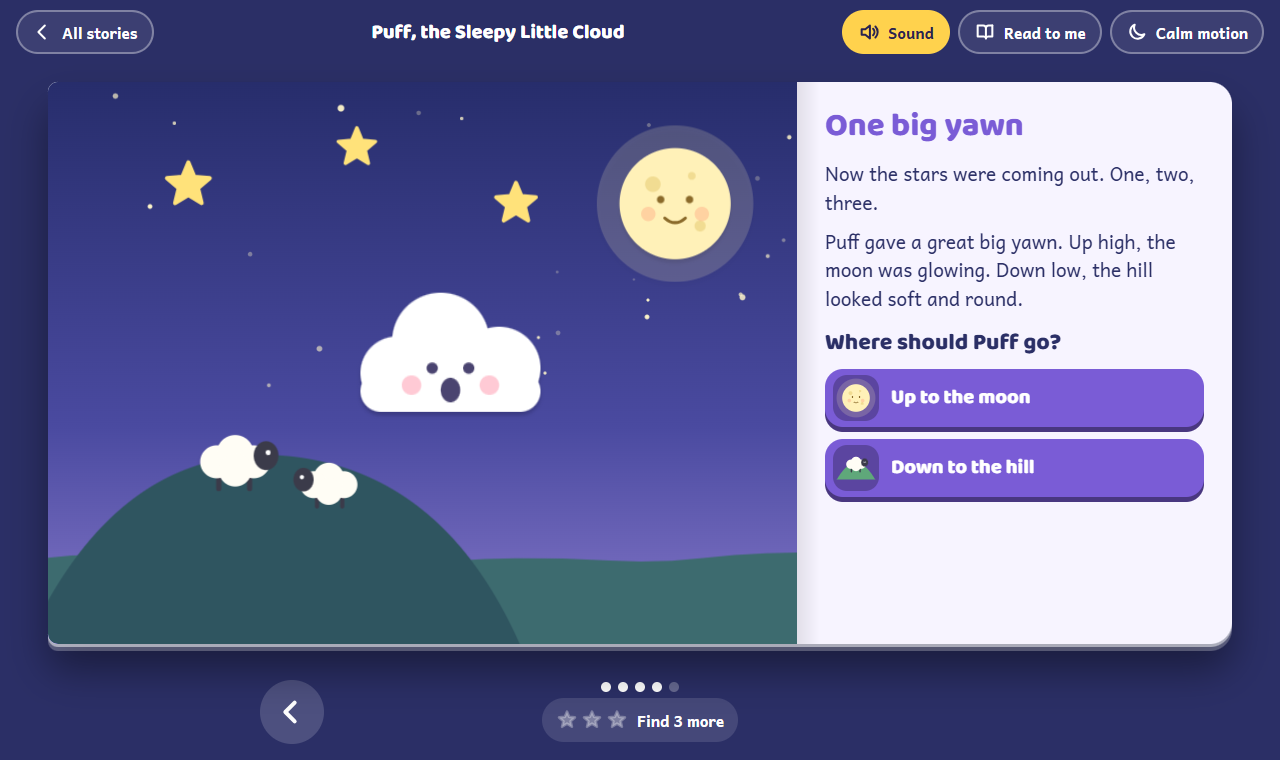 All stories
Puff, the Sleepy Little Cloud
Sound
Read to me
Calm motion
One big yawn
Now the stars were coming out. One, two,
three.
Puff gave a great big yawn. Up high, the
moon was glowing. Down low, the hill
looked soft and round.
Where should Puff go?
Up to the moon
Down to the hill
Find 3 more